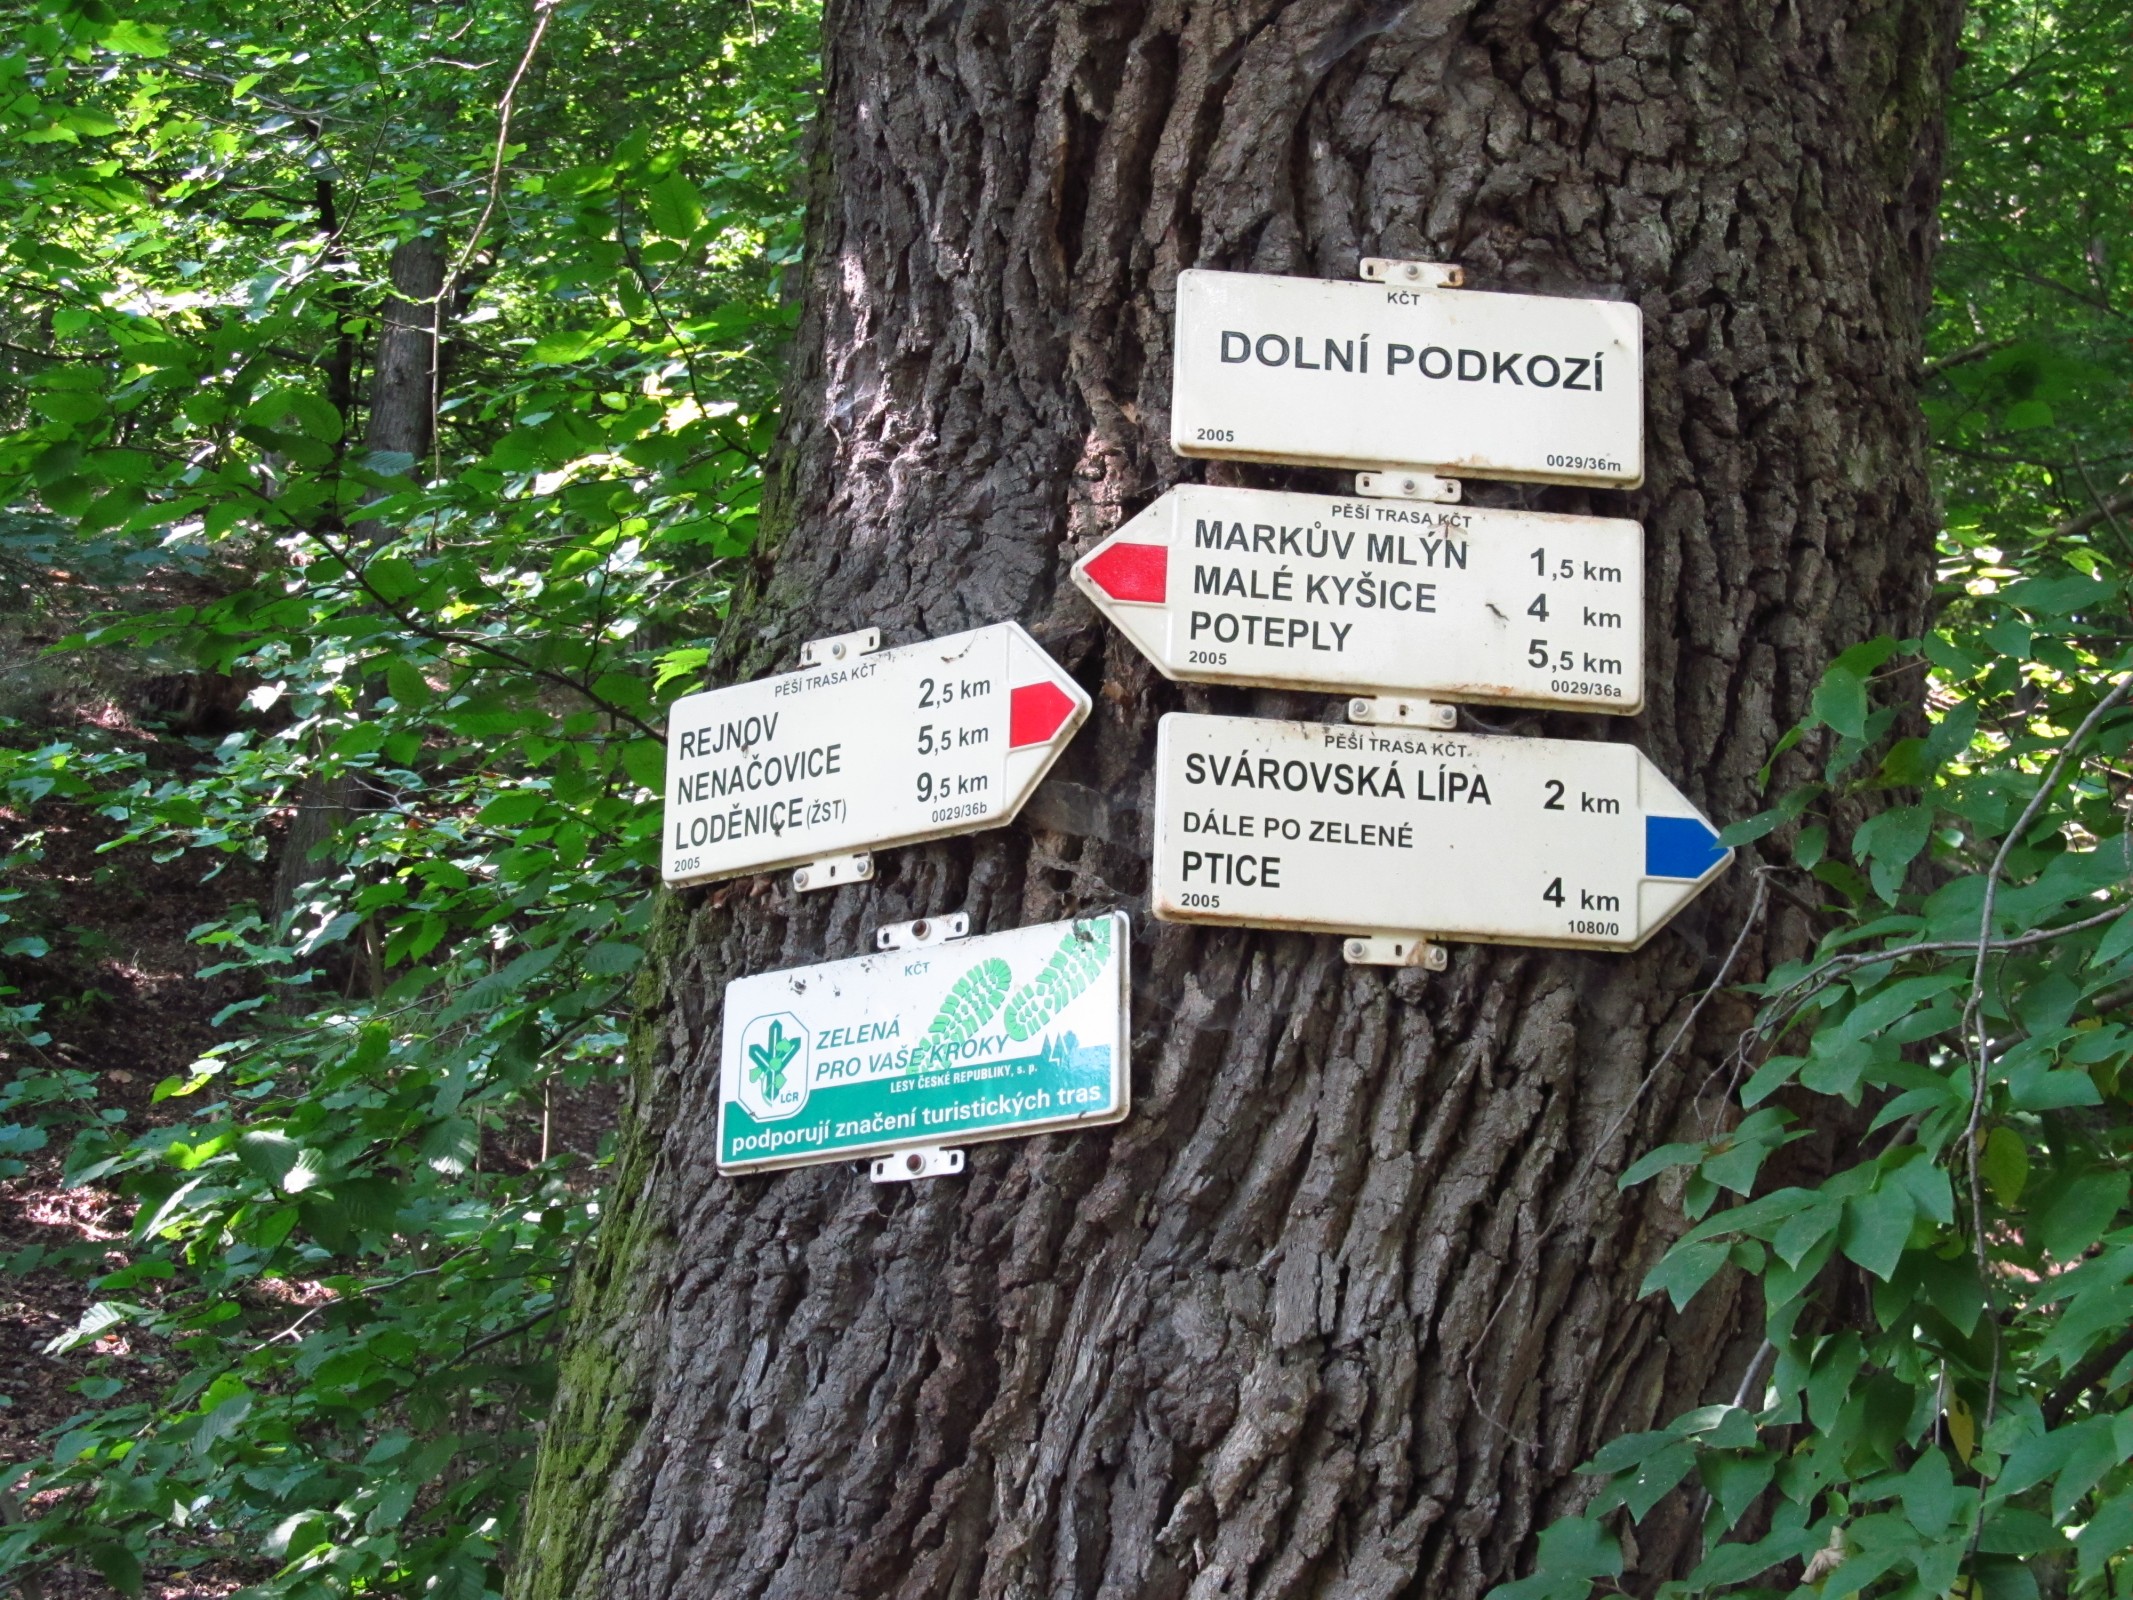 KČT
DOLNÍ PODKOZÍ
2005
0029/36m
PĚŠÍ TRASA KČT
MARKŮV MLÝN 1,5 km
MALÉ KYŠICE 4 km
POTEPLY 5,5 km
2005
0029/36a
PĚŠÍ TRASA KČT
REJNOV 2,5 km
NENAČOVICE 5,5 km
LODĚNICE (ŽST) 9,5 km
2005
0029/36b
PĚŠÍ TRASA KČT
SVÁROVSKÁ LÍPA 2 km
DÁLE PO ZELENÉ
PTICE 4 km
2005
1080/0
KČT
ZELENÁ
PRO VAŠE KROKY
LESY ČESKÉ REPUBLIKY, s. p.
LČR
podporují značení turistických tras